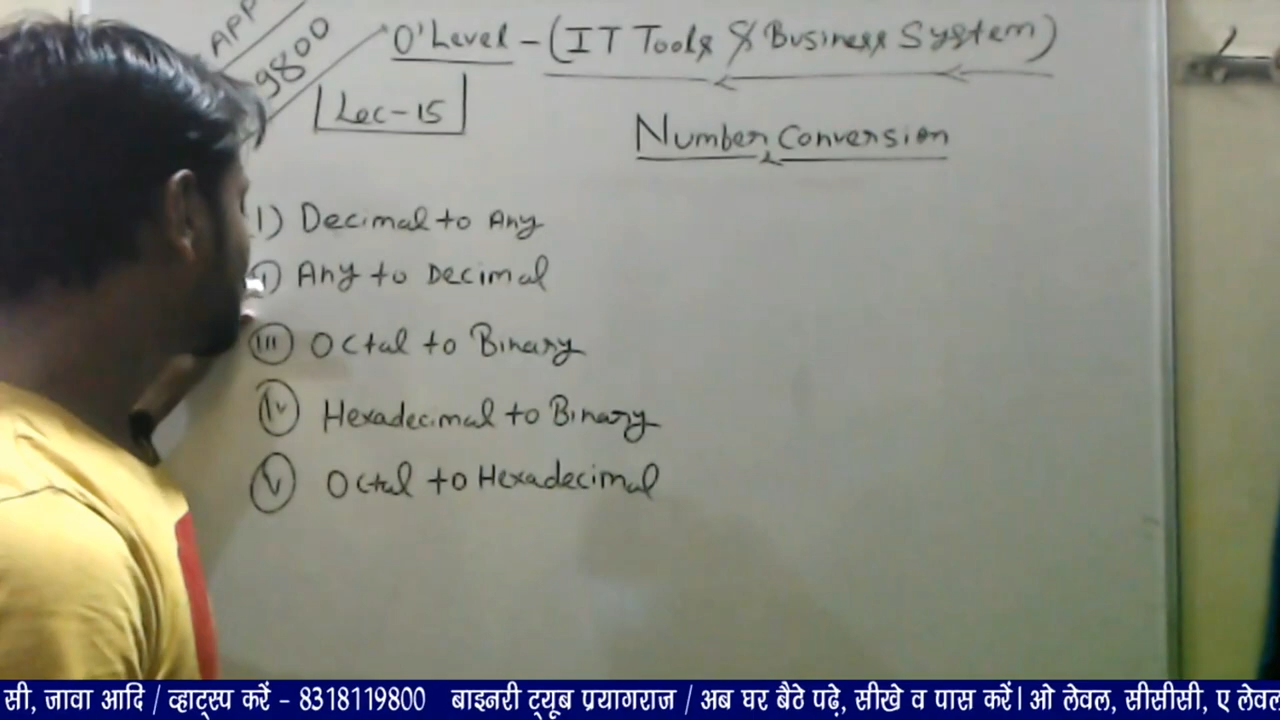 APP
9800
O'Level - (IT Tools & Business System)
Lec-15
Number Conversion
I) Decimal to Any
Any to Decimal
III Octal to Binary
IV Hexadecimal to Binary
V Octal to Hexadecimal
सी, जावा आदि / व्हाट्स्प करें - 8318119800 बाइनरी ट्यूब प्रयागराज / अब घर बैठे पढ़े, सीखे व पास करें। ओ लेवल, सीसीसी, ए लेवल